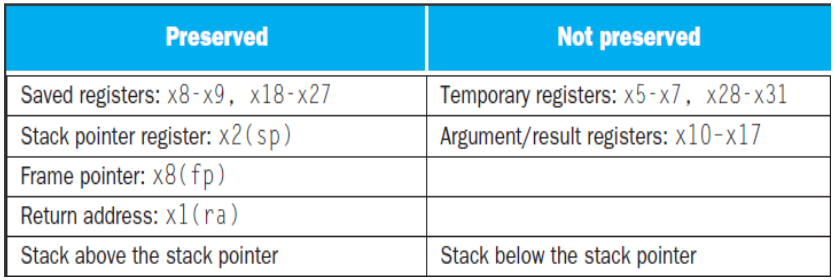 Preserved Not preserved
Saved registers: x8-x9, x18-x27 Temporary registers: x5-x7, x28-x31
Stack pointer register: x2(sp) Argument/result registers: x10–x17
Frame pointer: x8(fp)
Return address: x1(ra)
Stack above the stack pointer Stack below the stack pointer